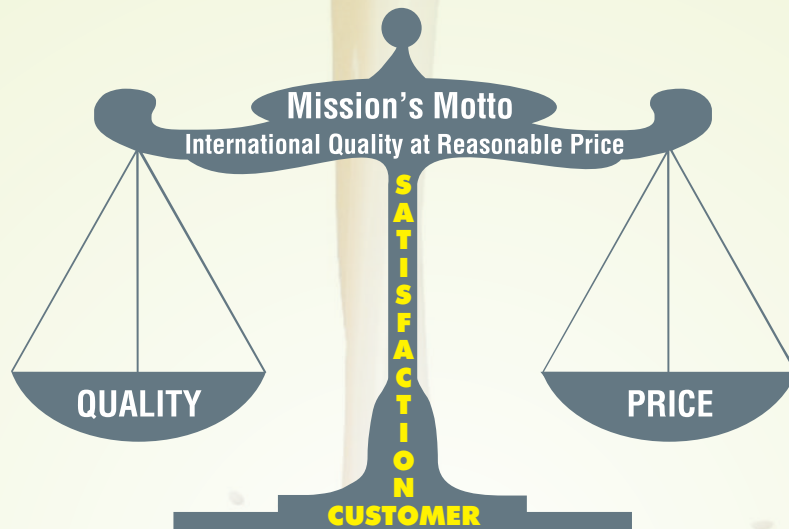 Mission's Motto
International Quality at Reasonable Price
SATISFACTION
QUALITY
PRICE
CUSTOMER